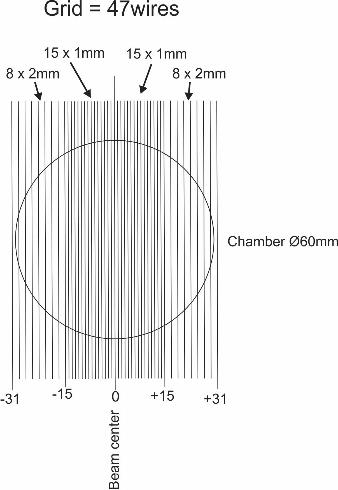 Grid = 47wires
15 x 1mm 15 x 1mm
8 x 2mm 8 x 2mm
Chamber Ø60mm
-31 -15 0 +15 +31
Beam center